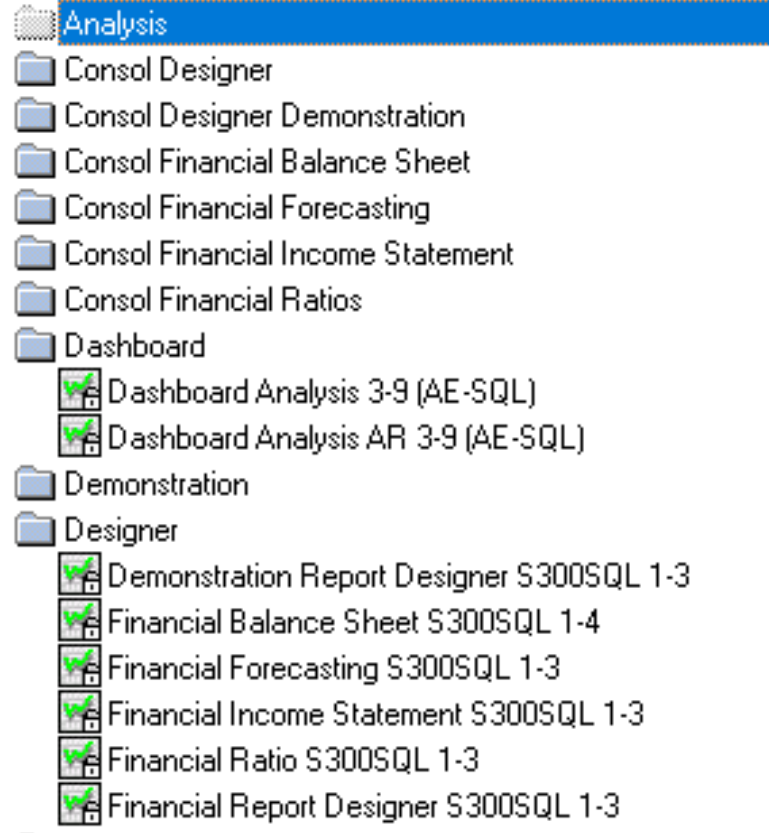 Analysis
Consol Designer
Consol Designer Demonstration
Consol Financial Balance Sheet
Consol Financial Forecasting
Consol Financial Income Statement
Consol Financial Ratios
Dashboard
Dashboard Analysis 3-9 (AE-SQL)
Dashboard Analysis AR 3-9 (AE-SQL)
Demonstration
Designer
Demonstration Report Designer S300SQL 1-3
Financial Balance Sheet S300SQL 1-4
Financial Forecasting S300SQL 1-3
Financial Income Statement S300SQL 1-3
Financial Ratio S300SQL 1-3
Financial Report Designer S300SQL 1-3